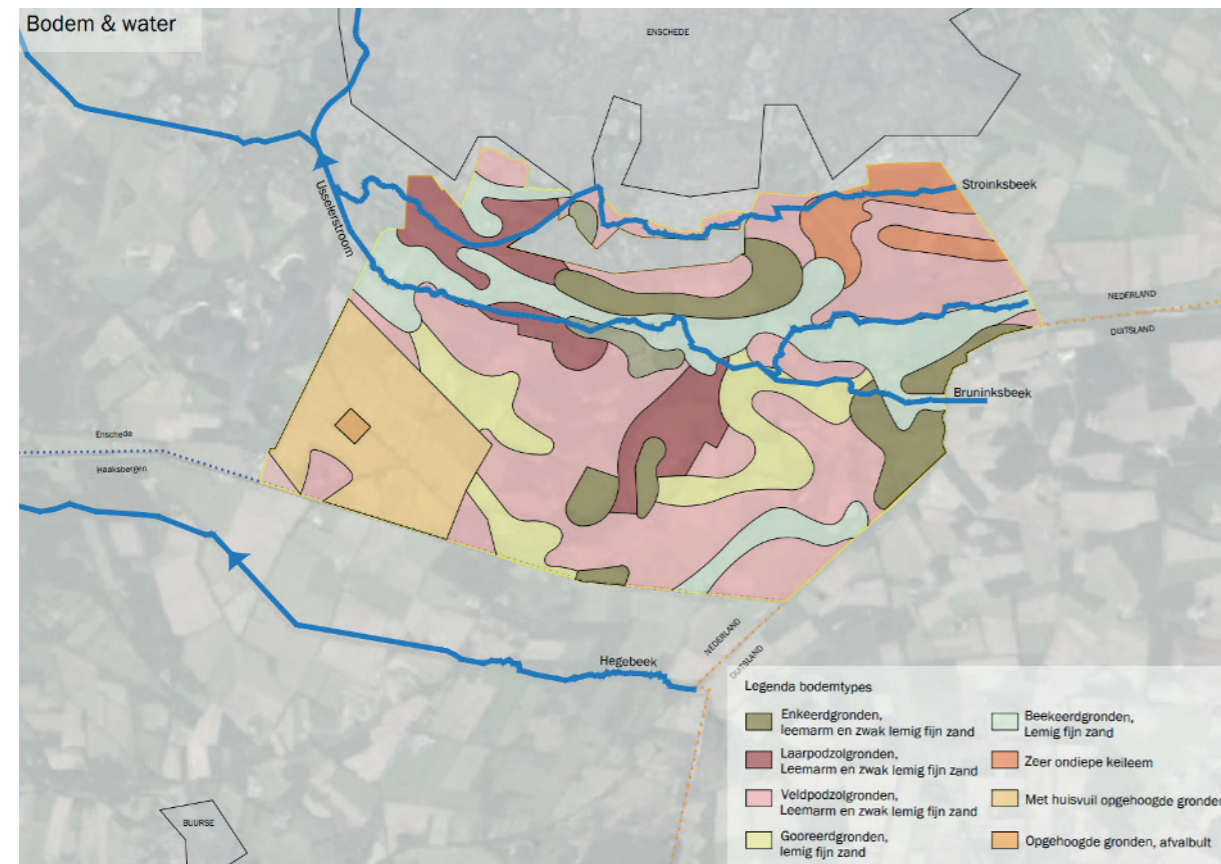 Bodem & water
ENSCHEDE
Stroinksbeek
Usselerstroom
NEDERLAND
DUITSLAND
Bruninksbeek
Enschede
Haaksbergen
NEDERLAND
DUITSLAND
Hegebeek
BUURSE
Legenda bodemtypes
Enkeerdgronden,
leemarm en zwak lemig fijn zand
Laarpodzolgronden,
Leemarm en zwak lemig fijn zand
Veldpodzolgronden,
Leemarm en zwak lemig fijn zand
Gooreerdgronden,
lemig fijn zand
Beekeerdgronden,
Lemig fijn zand
Zeer ondiepe keileem
Met huisvuil opgehoogde gronden
Opgehoogde gronden, afvalbult